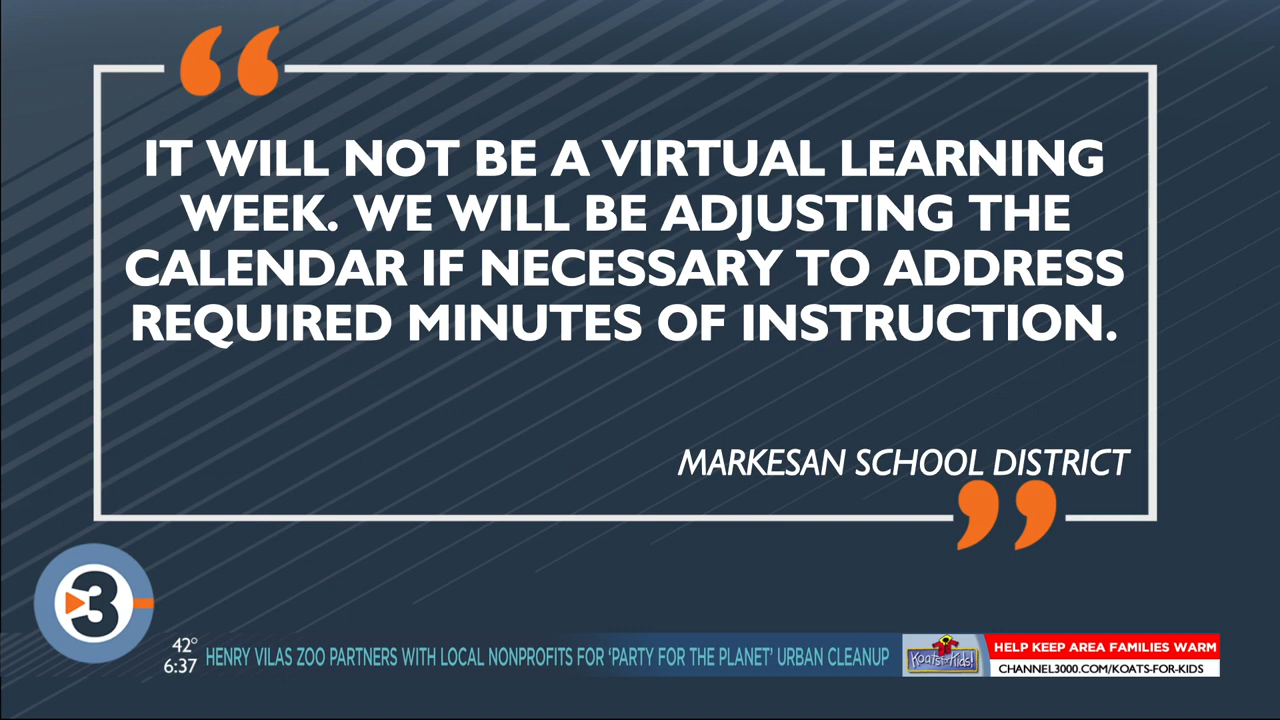 “
IT WILL NOT BE A VIRTUAL LEARNING
WEEK. WE WILL BE ADJUSTING THE
CALENDAR IF NECESSARY TO ADDRESS
REQUIRED MINUTES OF INSTRUCTION.
MARKESAN SCHOOL DISTRICT
”
3
42°
6:37
HENRY VILAS ZOO PARTNERS WITH LOCAL NONPROFITS FOR ‘PARTY FOR THE PLANET’ URBAN CLEANUP
Koats for Kids!
HELP KEEP AREA FAMILIES WARM
CHANNEL3000.COM/KOATS-FOR-KIDS